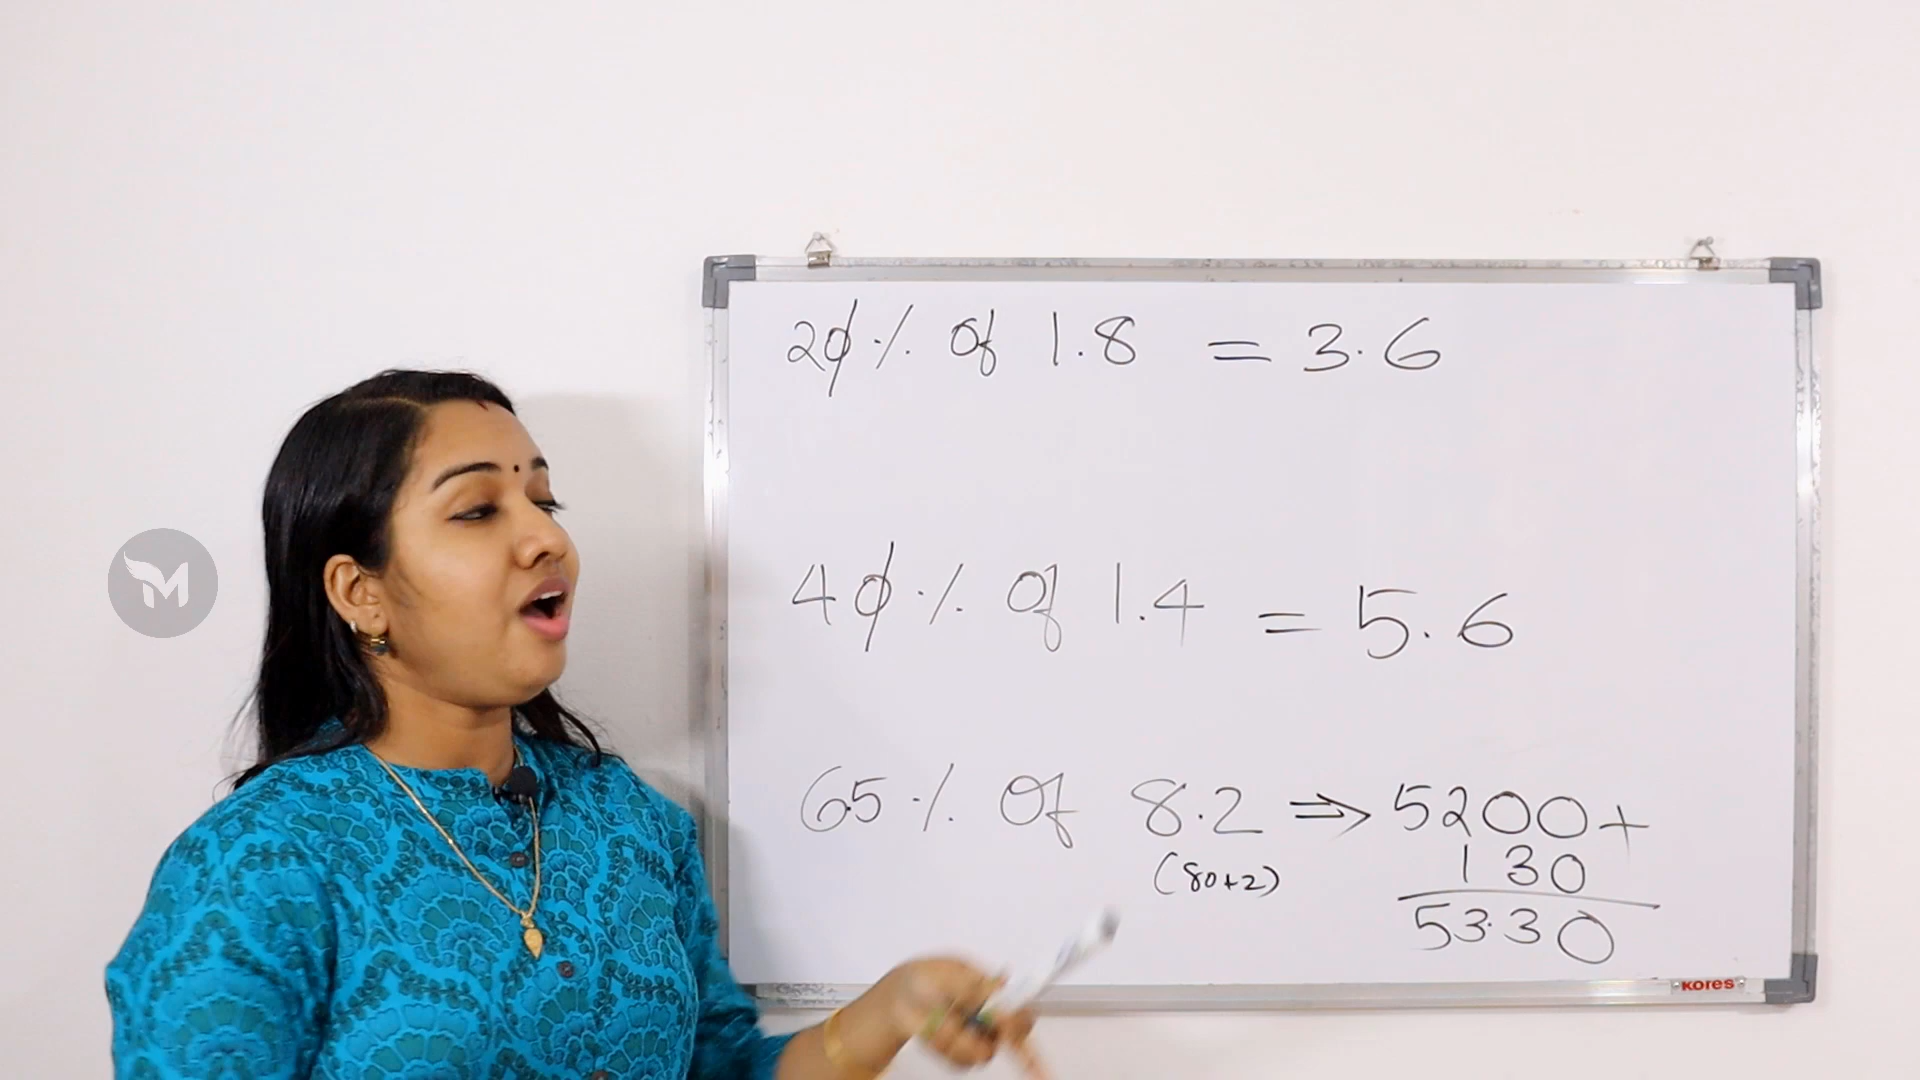 20% of 1.8 = 3.6
40% of 1.4 = 5.6
65% of 8.2 ⇒ 5200+
(80+2) 130
53.30
KORES
M